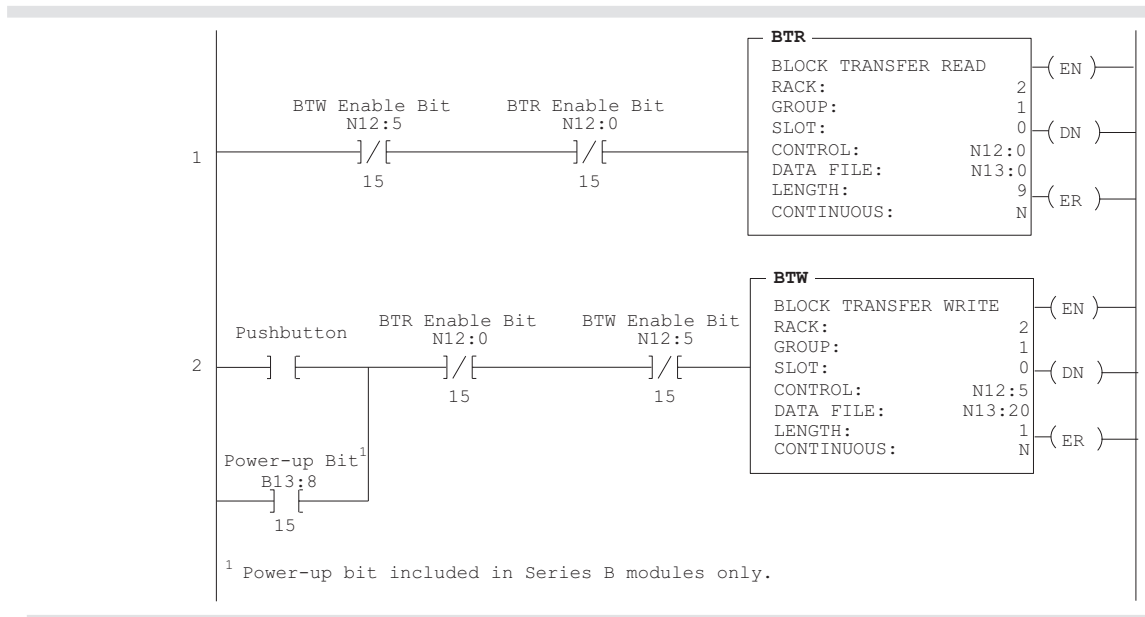 BTR
BLOCK TRANSFER READ
RACK: 2
GROUP: 1
SLOT: 0
CONTROL: N12:0
DATA FILE: N13:0
LENGTH: 9
CONTINUOUS: N
EN
DN
ER
1
BTW Enable Bit
N12:5
15
BTR Enable Bit
N12:0
15
BTW
BLOCK TRANSFER WRITE
RACK: 2
GROUP: 1
SLOT: 0
CONTROL: N12:5
DATA FILE: N13:20
LENGTH: 1
CONTINUOUS: N
EN
DN
ER
2
Pushbutton
BTR Enable Bit
N12:0
15
BTW Enable Bit
N12:5
15
Power-up Bit1
B13:8
15
1 Power-up bit included in Series B modules only.